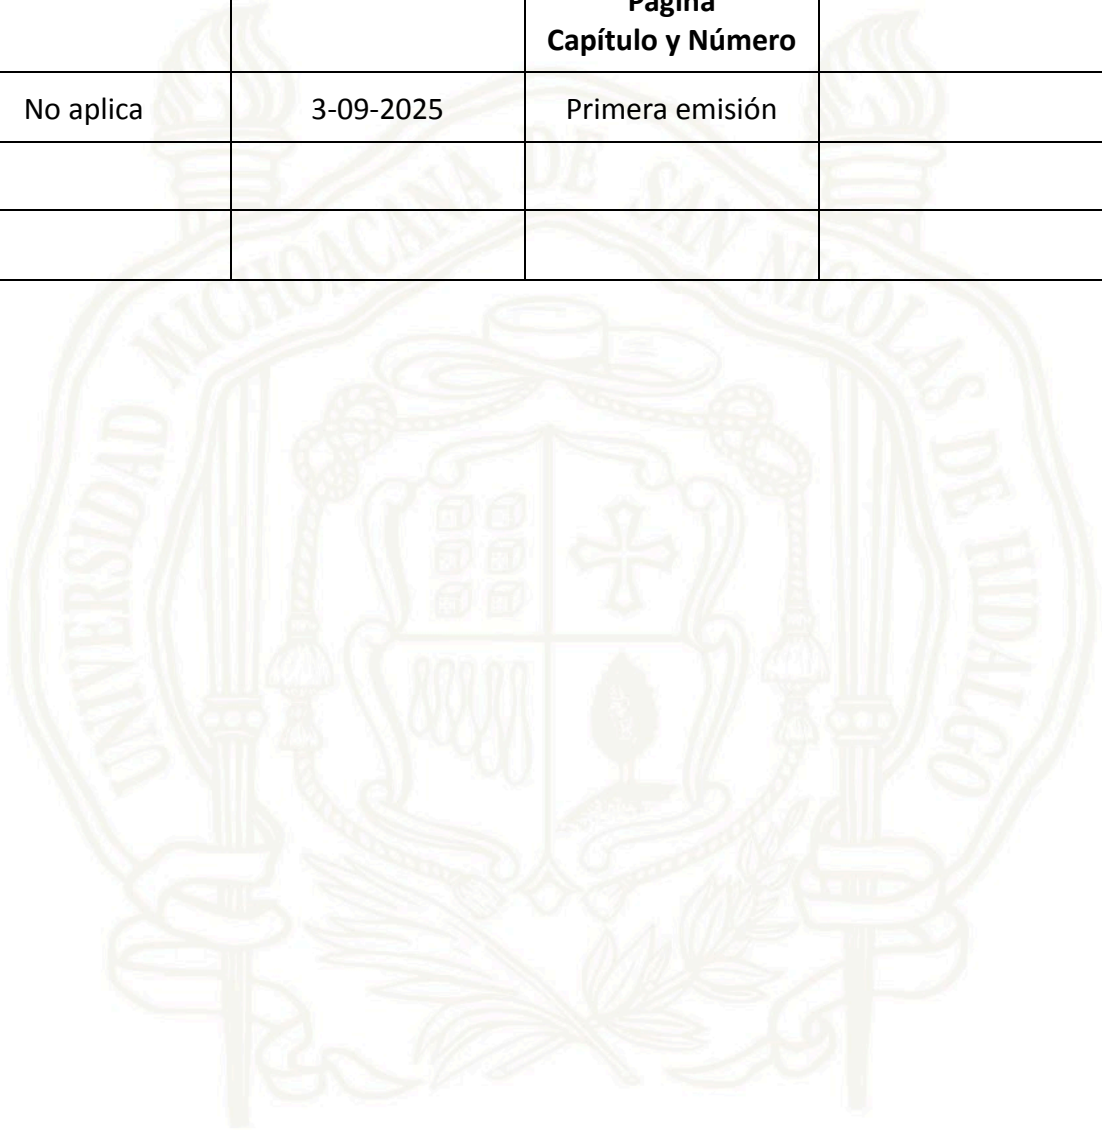 Página
Capítulo y Número
No aplica 3-09-2025 Primera emisión
UNIVERSIDAD MICHOACANA DE SAN NICOLAS DE HIDALGO